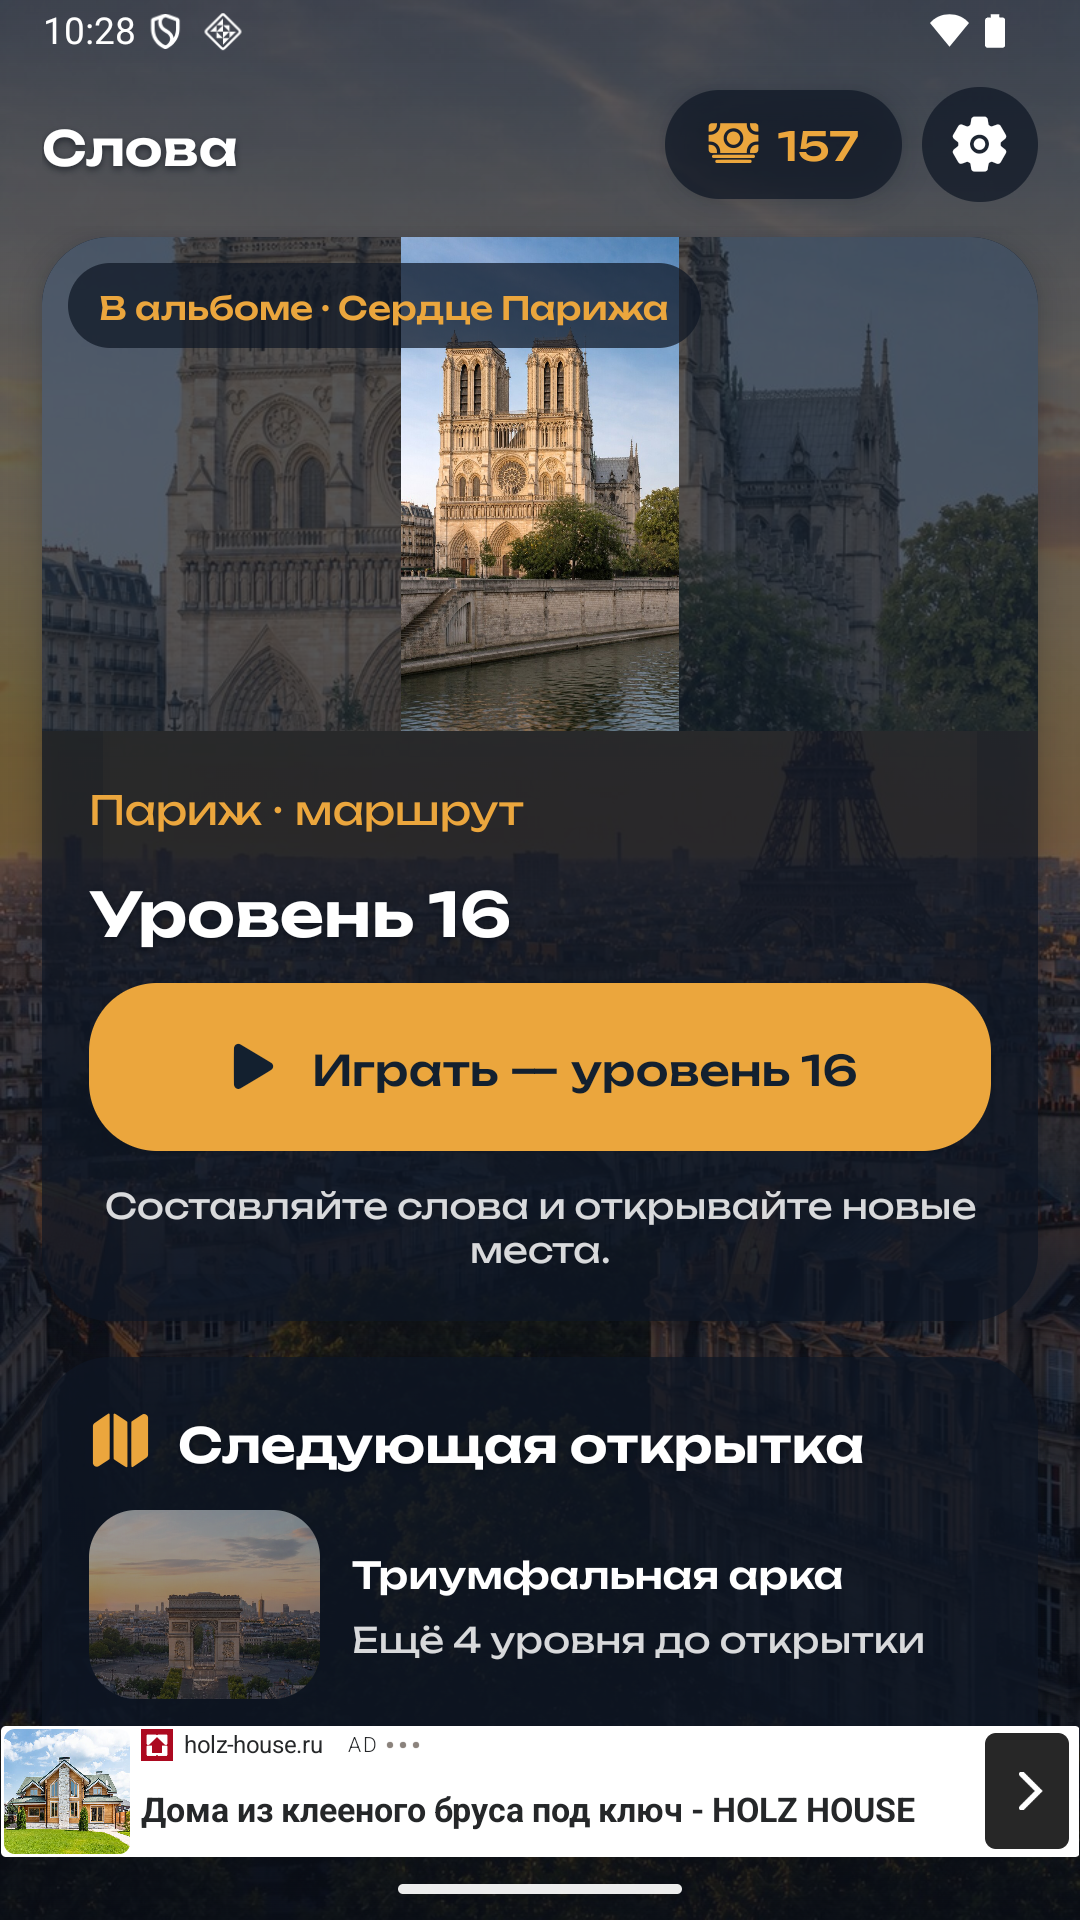 10:28
Слова
157
В альбоме · Сердце Парижа
Париж · маршрут
Уровень 16
Играть — уровень 16
Составляйте слова и открывайте новые
места.
Следующая открытка
Триумфальная арка
Ещё 4 уровня до открытки
holz-house.ru AD
Дома из клееного бруса под ключ - HOLZ HOUSE